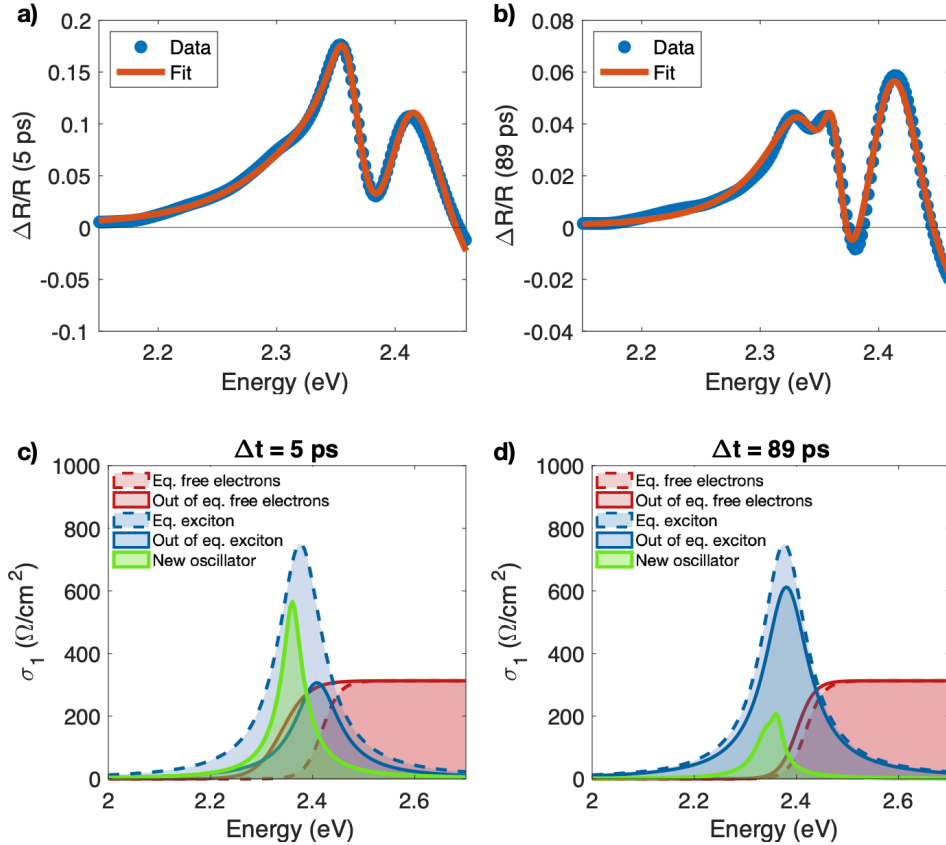 a)
0.2
0.15
0.1
0.05
0
-0.05
-0.1
ΔR/R (5 ps)
Data
Fit
2.2
2.3
2.4
Energy (eV)
b)
0.08
0.06
0.04
0.02
0
-0.02
-0.04
ΔR/R (89 ps)
Data
Fit
2.2
2.3
2.4
Energy (eV)
c)
Δt = 5 ps
1000
800
600
400
200
0
σ₁ (Ω/cm²)
Eq. free electrons
Out of eq. free electrons
Eq. exciton
Out of eq. exciton
New oscillator
2
2.2
2.4
2.6
Energy (eV)
d)
Δt = 89 ps
1000
800
600
400
200
0
σ₁ (Ω/cm²)
Eq. free electrons
Out of eq. free electrons
Eq. exciton
Out of eq. exciton
New oscillator
2
2.2
2.4
2.6
Energy (eV)